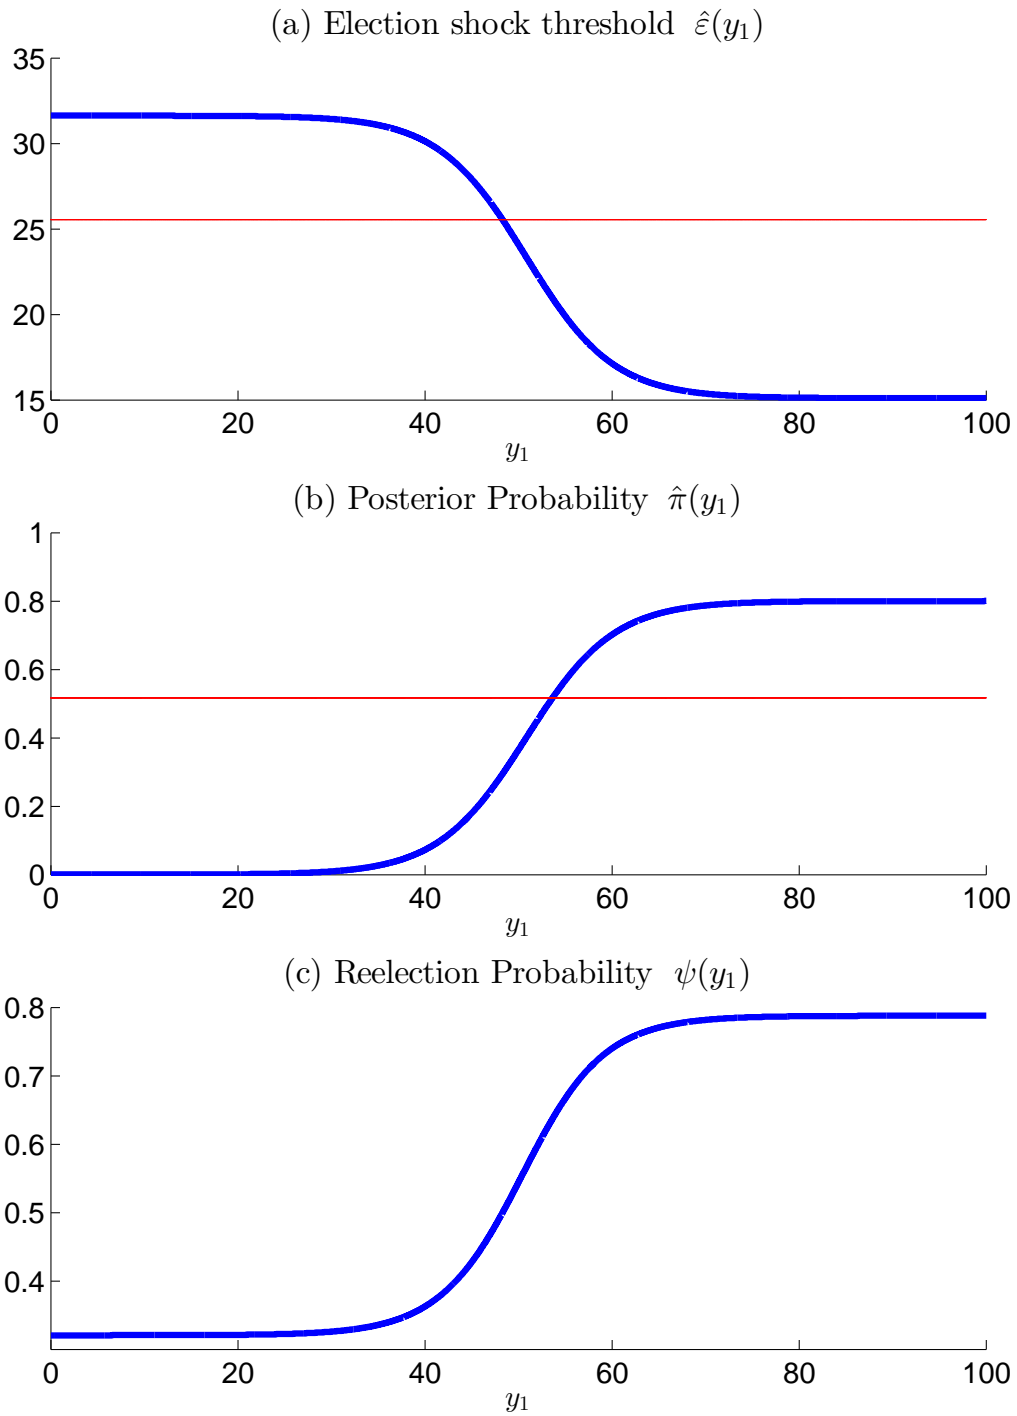 (a) Election shock threshold ε̂(y₁)
35
30
25
20
15
0 20 40 60 80 100
y₁
(b) Posterior Probability π̂(y₁)
1
0.8
0.6
0.4
0.2
0
0 20 40 60 80 100
y₁
(c) Reelection Probability ψ(y₁)
0.8
0.7
0.6
0.5
0.4
0 20 40 60 80 100
y₁